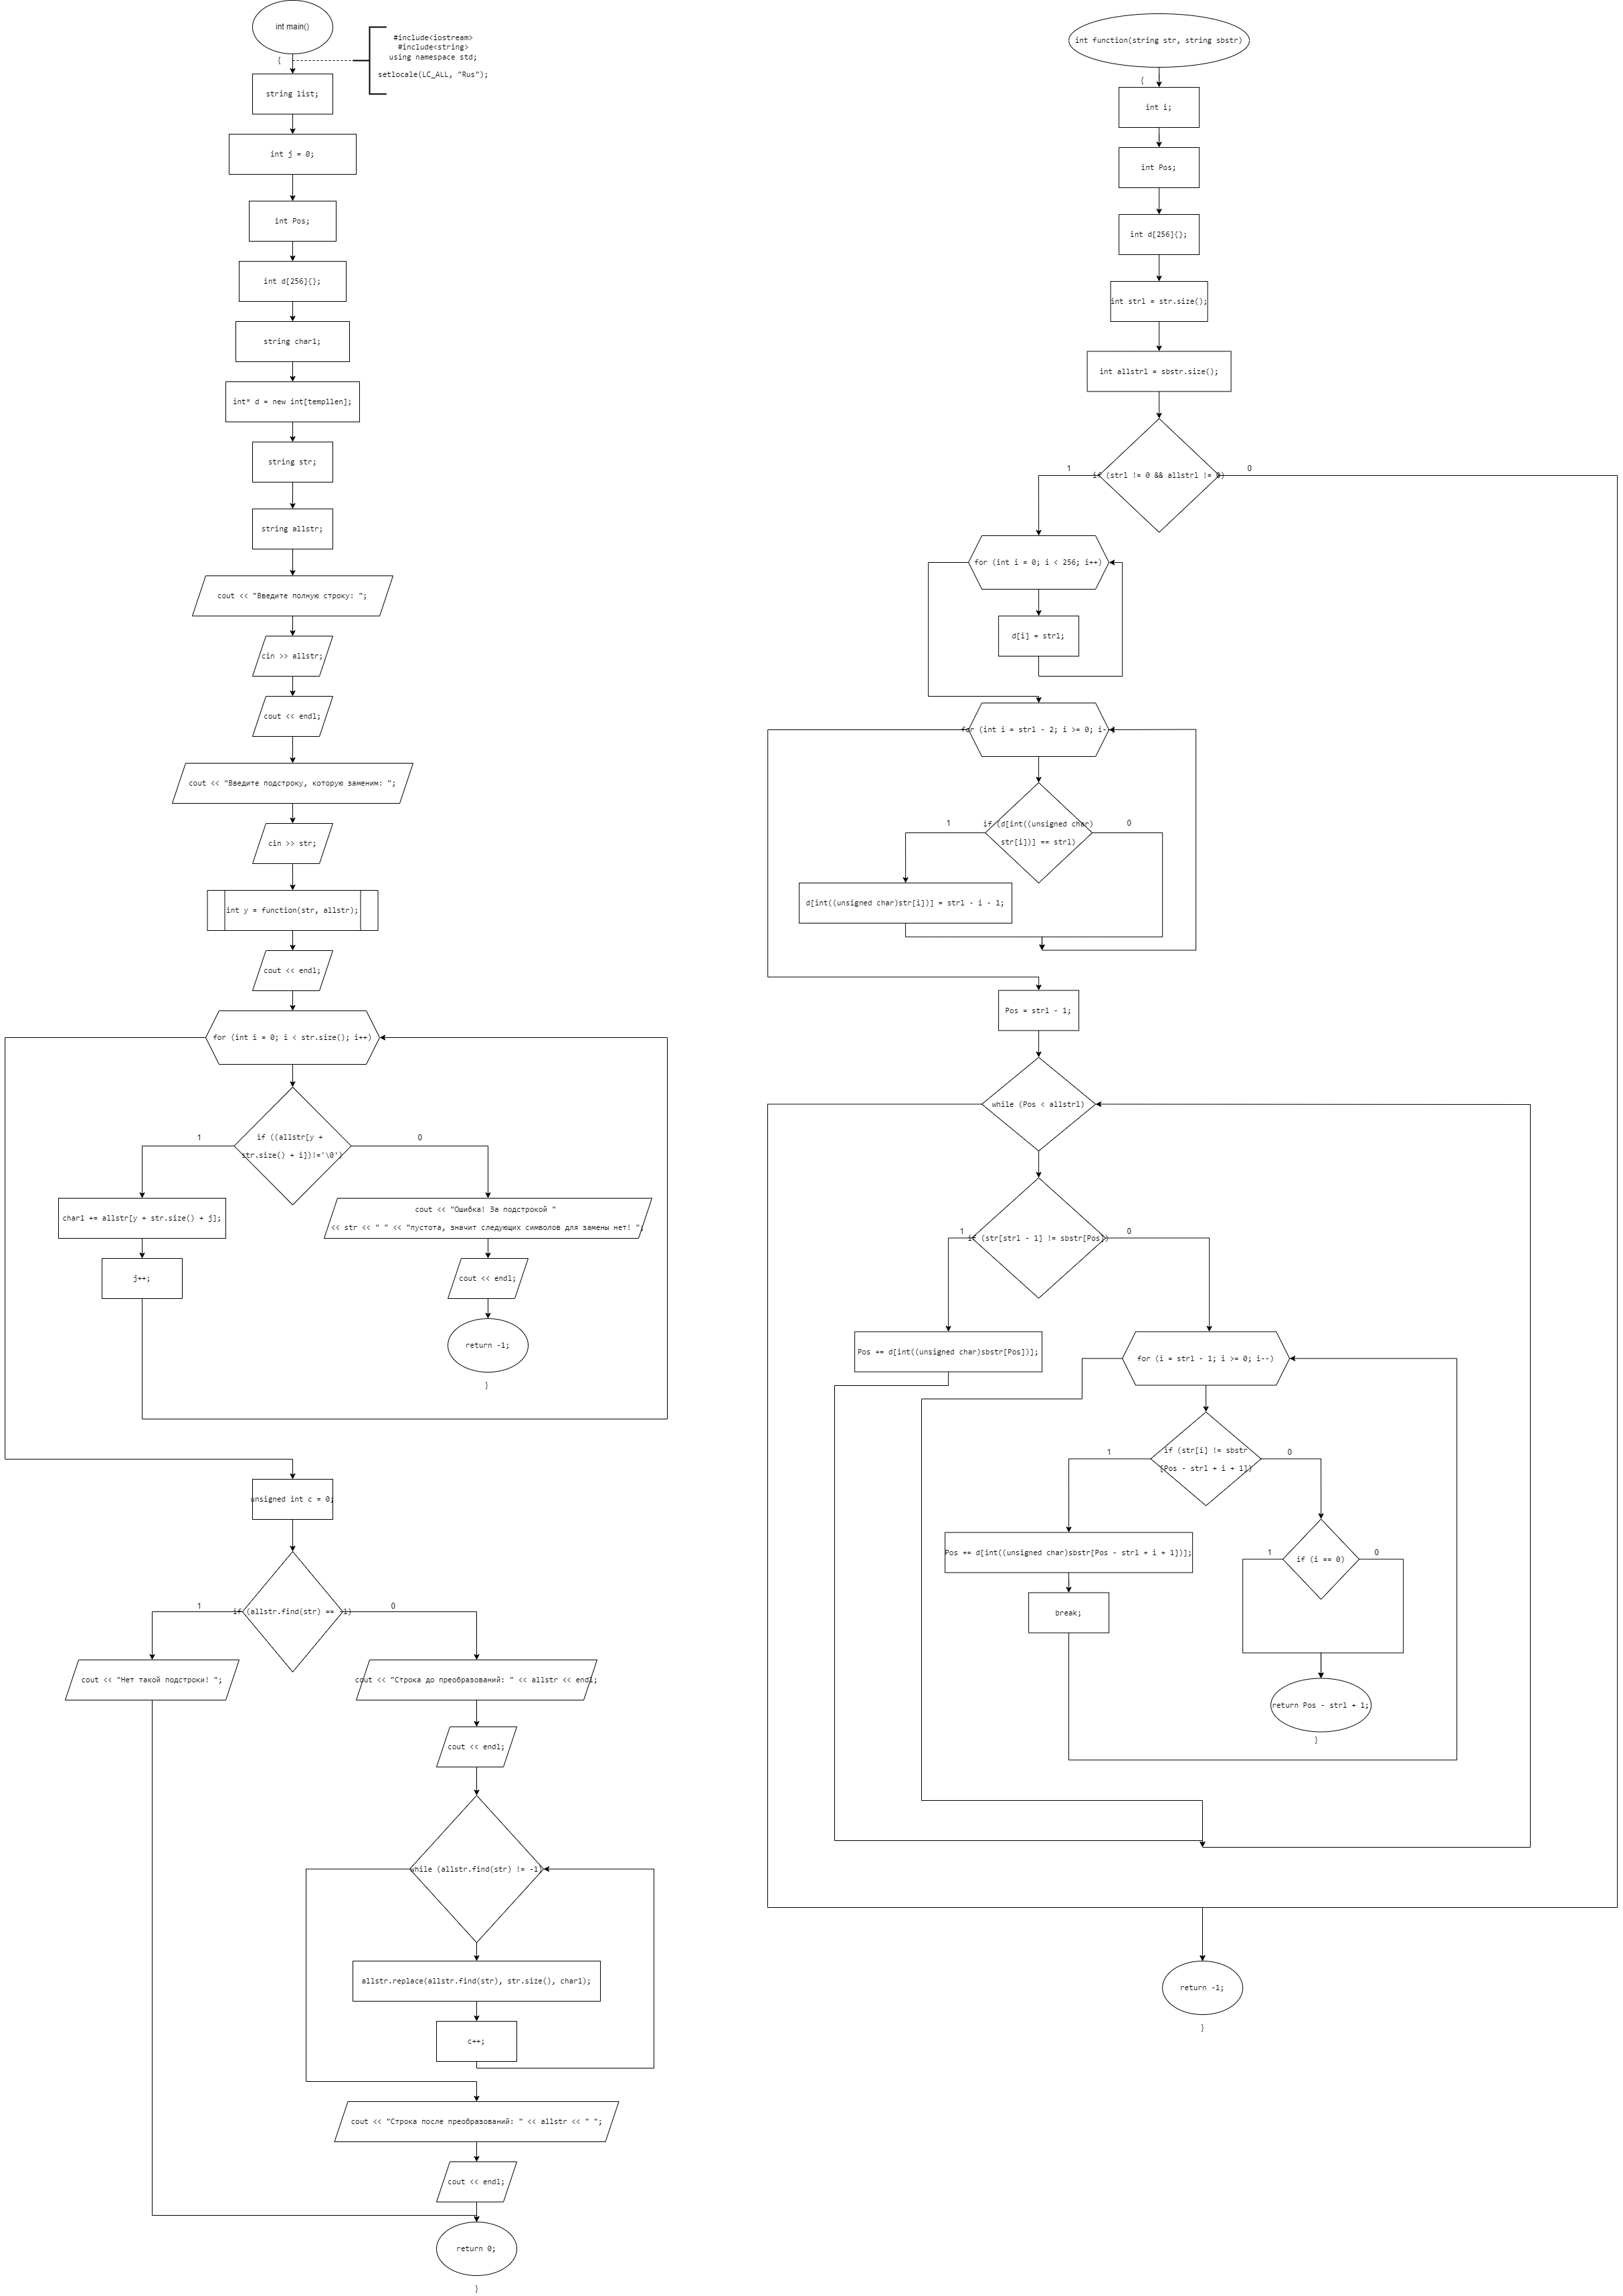 int main()
{
#include<iostream>
#include<string>
using namespace std;
setlocale(LC_ALL, "Rus");
string list;
int j = 0;
int Pos;
int d[256]{};
string char1;
int* d = new int[templlen];
string str;
string allstr;
cout << "Введите полную строку: ";
cin >> allstr;
cout << endl;
cout << "Введите подстроку, которую заменим: ";
cin >> str;
int y = function(str, allstr);
cout << endl;
for (int i = 0; i < str.size(); i++)
if ((allstr[y +
str.size() + i])!='\0')
1
0
char1 += allstr[y + str.size() + j];
j++;
cout << "Ошибка! За подстрокой "
<< str << " " << "пустота, значит следующих символов для замены нет! ";
cout << endl;
return -1;
}
unsigned int c = 0;
if (allstr.find(str) == -1)
1
0
cout << "Нет такой подстроки! ";
cout << "Строка до преобразований: " << allstr << endl;
cout << endl;
while (allstr.find(str) != -1)
allstr.replace(allstr.find(str), str.size(), char1);
c++;
cout << "Строка после преобразований: " << allstr << " ";
cout << endl;
return 0;
}
int function(string str, string sbstr)
{
int i;
int Pos;
int d[256]{};
int strl = str.size();
int allstrl = sbstr.size();
if (strl != 0 && allstrl != 0)
1
0
for (int i = 0; i < 256; i++)
d[i] = strl;
for (int i = strl - 2; i >= 0; i--)
if (d[int((unsigned char)
str[i])] == strl)
1
0
d[int((unsigned char)str[i])] = strl - i - 1;
Pos = strl - 1;
while (Pos < allstrl)
if (str[strl - 1] != sbstr[Pos])
1
0
Pos += d[int((unsigned char)sbstr[Pos])];
for (i = strl - 1; i >= 0; i--)
if (str[i] != sbstr
[Pos - strl + i + 1])
1
0
Pos += d[int((unsigned char)sbstr[Pos - strl + i + 1])];
break;
if (i == 0)
1
0
return Pos - strl + 1;
}
return -1;
}